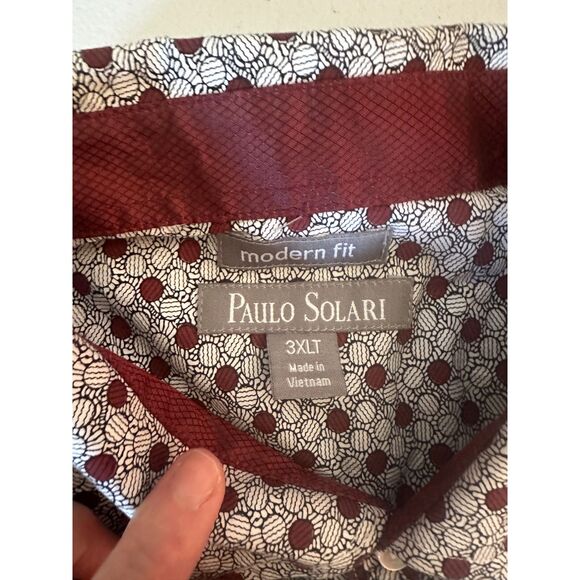 modern fit
PAULO SOLARI
3XLT
Made in
Vietnam